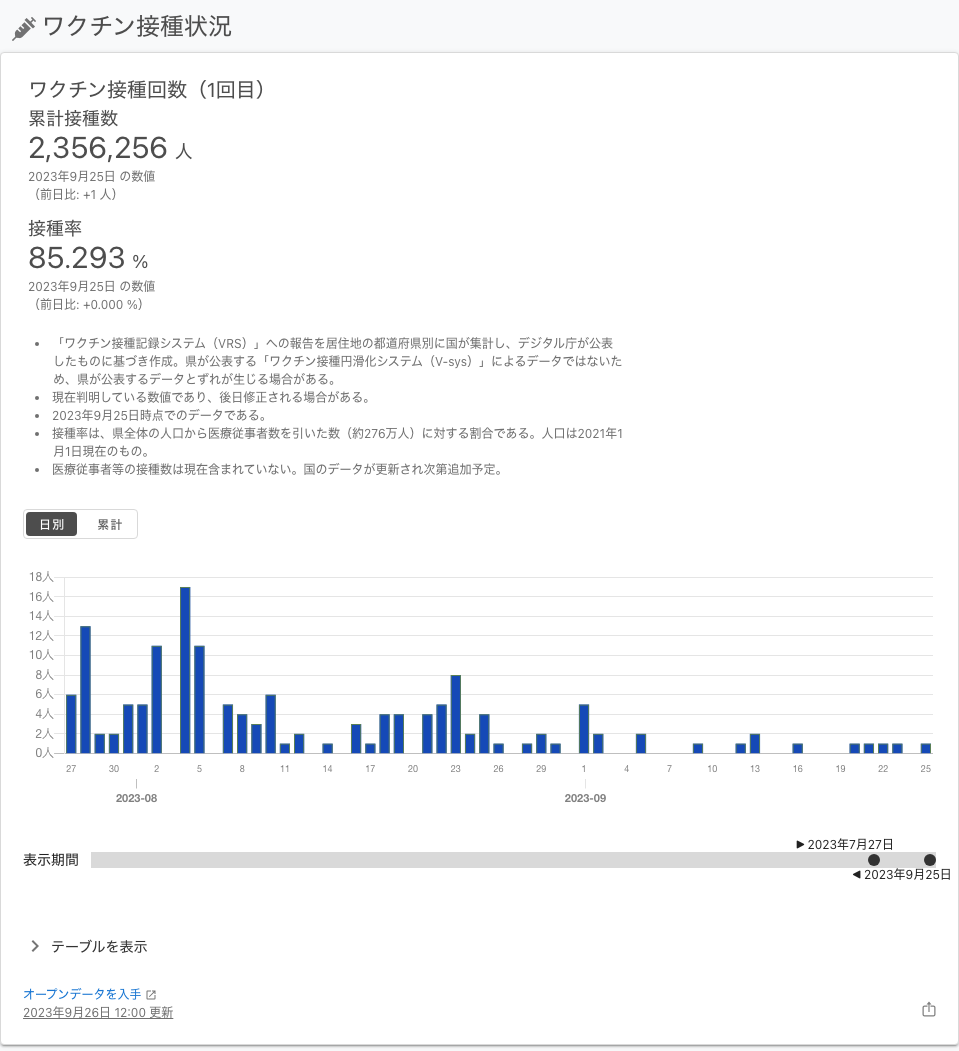 ワクチン接種状況
ワクチン接種回数（1回目）
累計接種数
2,356,256 人
2023年9月25日 の数値
（前日比: +1 人）
接種率
85.293 %
2023年9月25日 の数値
（前日比: +0.000 %）
• 「ワクチン接種記録システム（VRS）」への報告を居住地の都道府県別に国が集計し、デジタル庁が公表
したものに基づき作成。県が公表する「ワクチン接種円滑化システム（V-sys）」によるデータではないた
め、県が公表するデータとずれが生じる場合がある。
• 現在判明している数値であり、後日修正される場合がある。
• 2023年9月25日時点でのデータである。
• 接種率は、県全体の人口から医療従事者数を引いた数（約276万人）に対する割合である。人口は2021年1
月1日現在のもの。
• 医療従事者等の接種数は現在含まれていない。国のデータが更新され次第追加予定。
日別 累計
18人
16人
14人
12人
10人
8人
6人
4人
2人
0人
27 30 2 5 8 11 14 17 20 23 26 29 1 4 7 10 13 16 19 22 25
2023-08 2023-09
▶ 2023年7月27日
表示期間
◀ 2023年9月25日
テーブルを表示
オープンデータを入手
2023年9月26日 12:00 更新